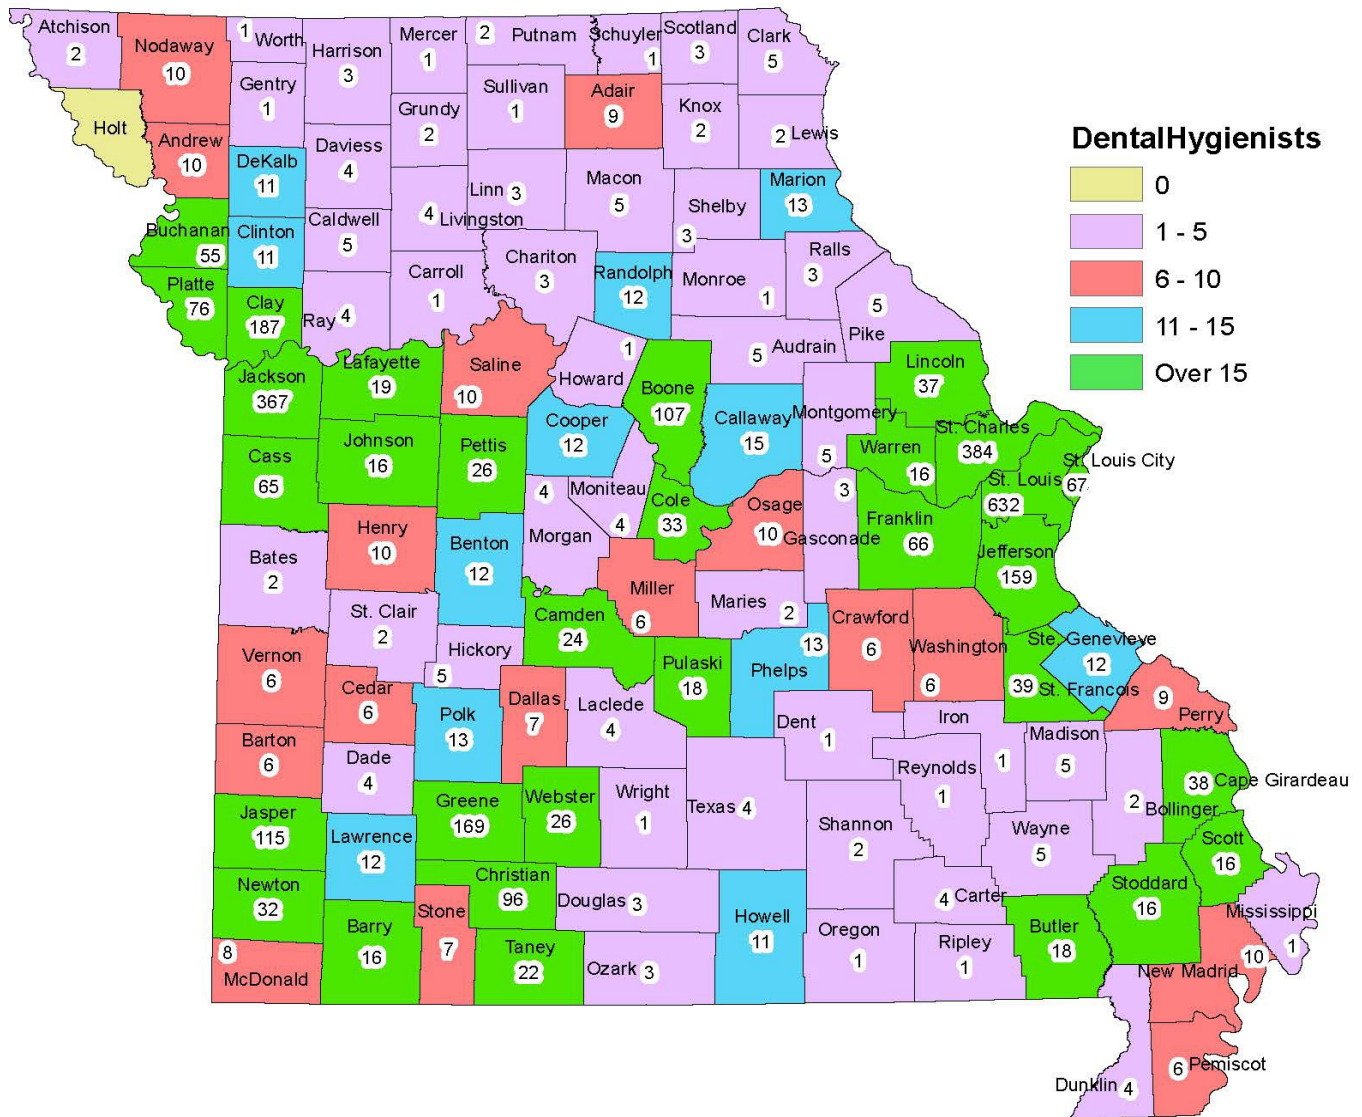 Atchison
2
Nodaway
10
1
Worth
Harrison
3
Mercer
1
2
Putnam
Schuyler
1
Scotland
3
Clark
5
Holt
Andrew
10
Gentry
1
DeKalb
11
Daviess
4
Grundy
2
Sullivan
1
Adair
9
Knox
2
2
Lewis
DentalHygienists
0
1 - 5
6 - 10
11 - 15
Over 15
Buchanan
55
Clinton
11
Caldwell
5
4
Livingston
Linn
3
Macon
5
Shelby
3
Marion
13
Platte
76
Clay
187
Ray
4
Carroll
1
Chariton
3
Randolph
12
Monroe
1
Ralls
3
5
Pike
Jackson
367
Lafayette
19
Saline
10
1
Howard
Boone
107
5
Audrain
Callaway
15
Montgomery
5
Lincoln
37
Warren
16
St. Charles
384
St. Louis
632
St. Louis City
67
Cass
65
Johnson
16
Pettis
26
Cooper
12
4
Morgan
Moniteau
4
Cole
33
Osage
10
3
Gasconade
Franklin
66
Jefferson
159
Bates
2
Henry
10
Benton
12
Miller
6
Maries
2
Camden
24
St. Clair
2
Hickory
5
Pulaski
18
13
Phelps
Crawford
6
Washington
6
Ste. Genevieve
12
39
St. Francois
9
Perry
Vernon
6
Cedar
6
Polk
13
Dallas
7
Laclede
4
Dent
1
Iron
1
Madison
5
Reynolds
1
2
Bollinger
38
Cape Girardeau
Barton
6
Dade
4
Greene
169
Webster
26
Wright
1
Texas
4
Shannon
2
Wayne
5
Scott
16
Jasper
115
Lawrence
12
Christian
96
Douglas
3
Howell
11
4
Carter
Stoddard
16
Mississippi
1
Newton
32
Barry
16
Stone
7
Taney
22
Ozark
3
Oregon
1
Ripley
1
Butler
18
New Madrid
10
8
McDonald
Dunklin
4
6
Pemiscot